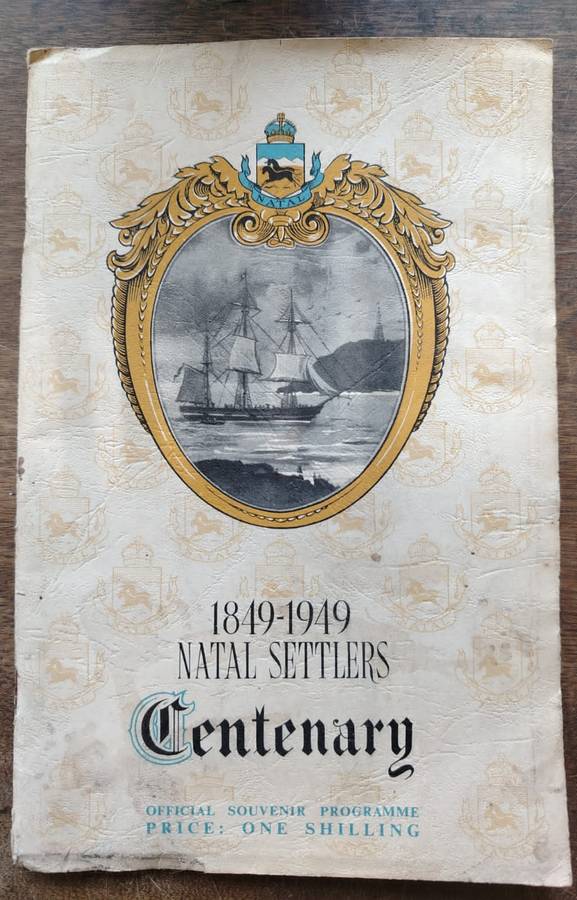 NATAL
1849-1949
NATAL SETTLERS
Centenary
OFFICIAL SOUVENIR PROGRAMME
PRICE: ONE SHILLING